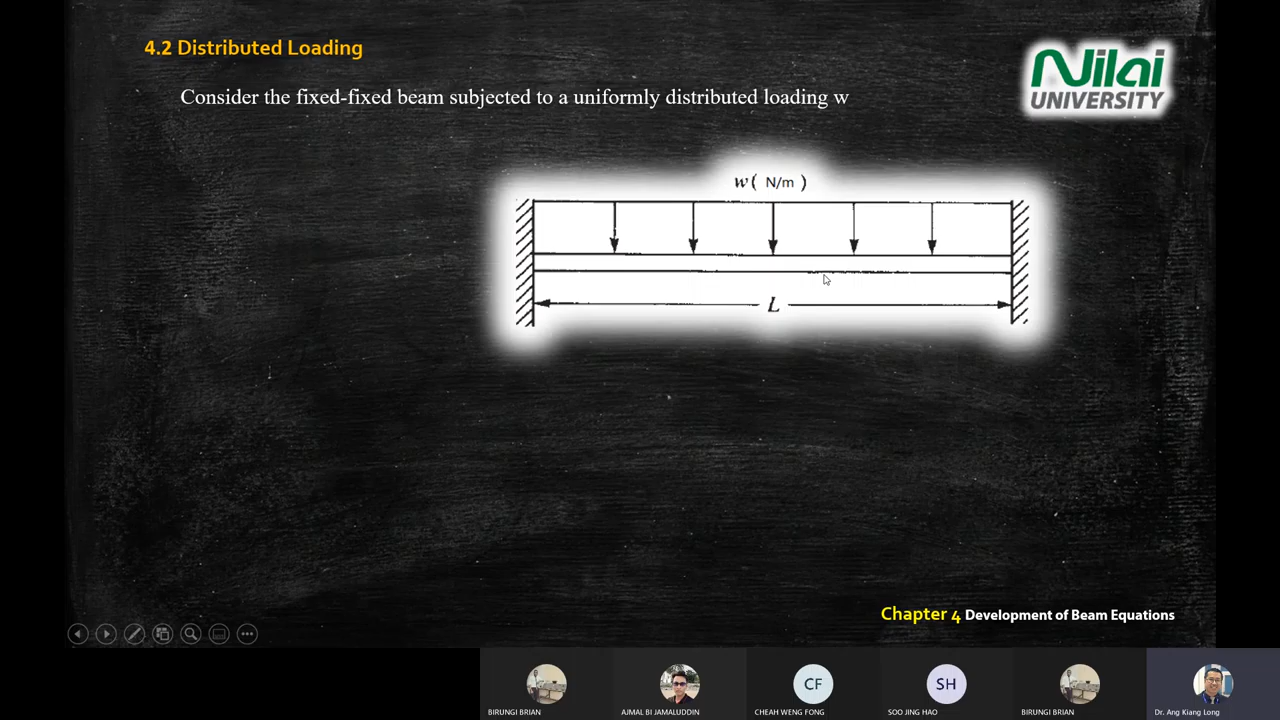 4.2 Distributed Loading
Consider the fixed-fixed beam subjected to a uniformly distributed loading w
Nilai
UNIVERSITY
w ( N/m )
L
Chapter 4 Development of Beam Equations
CF
SH
BIRUNGI BRIAN
AJMAL BI JAMALUDDIN
CHEAH WENG FONG
SOO JING HAO
BIRUNGI BRIAN
Dr. Ang Kiang Long